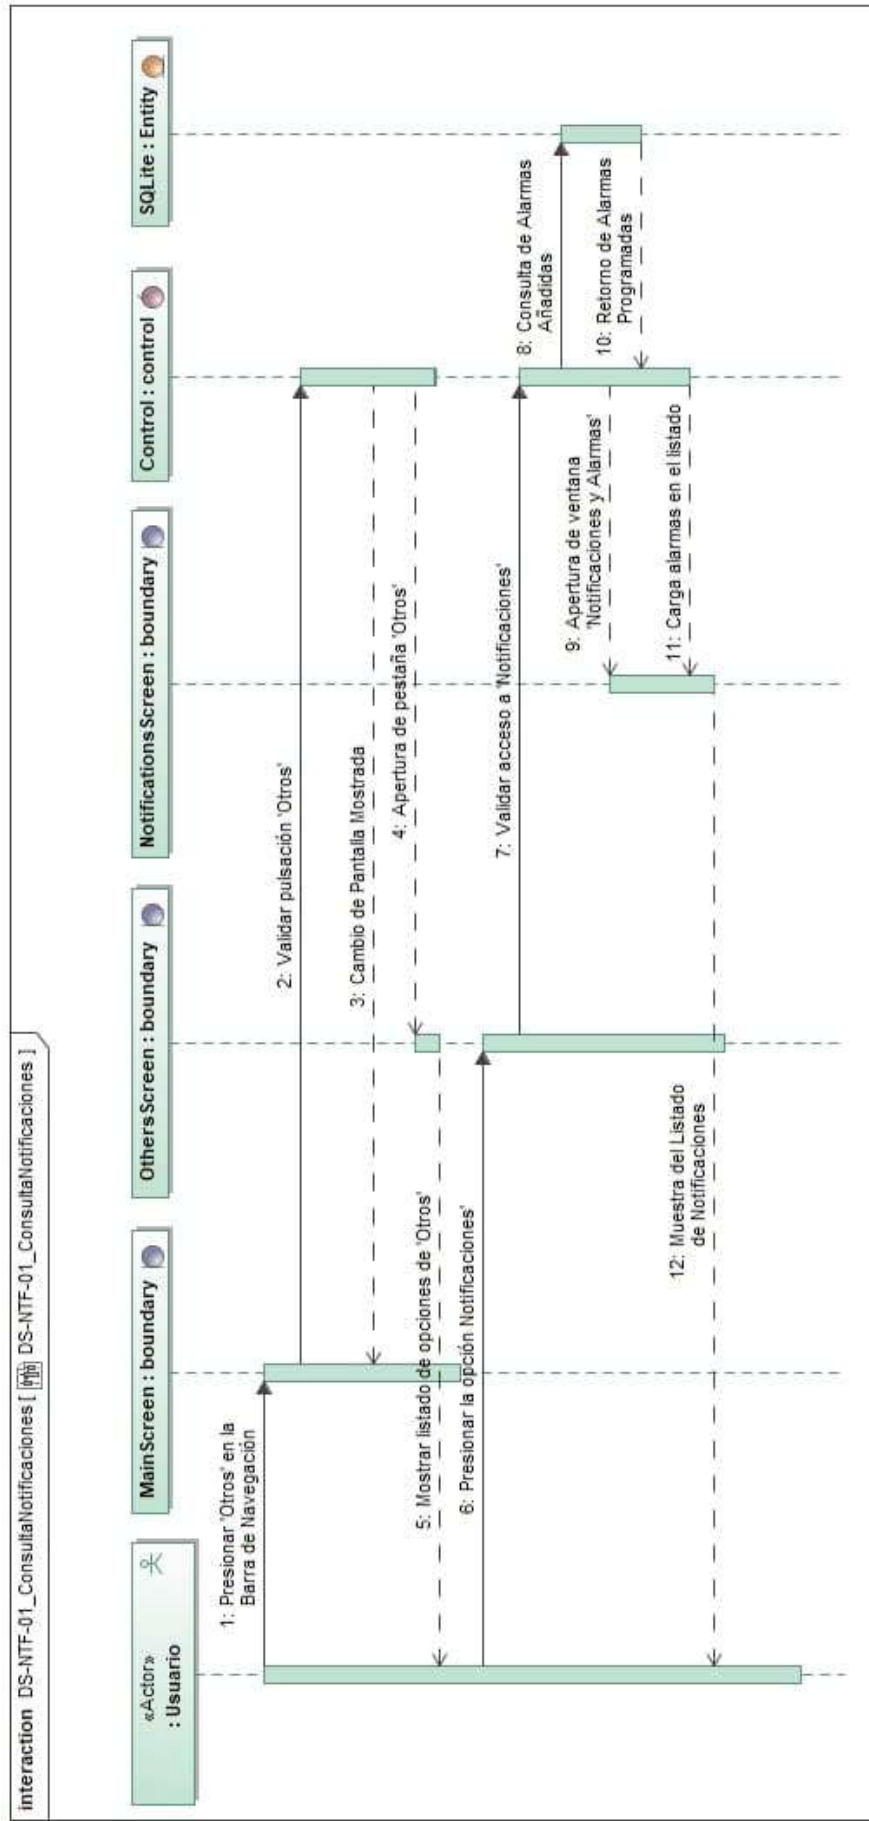 interaction DS-NTF-01_ConsultaNotificaciones [ DS-NTF-01_ConsultaNotificaciones ]
«Actor»
: Usuario
MainScreen : boundary
OthersScreen : boundary
NotificationsScreen : boundary
Control : control
SQLite : Entity
1: Presionar 'Otros' en la
Barra de Navegación
2: Validar pulsación 'Otros'
3: Cambio de Pantalla Mostrada
4: Apertura de pestaña 'Otros'
5: Mostrar listado de opciones de 'Otros'
6: Presionar la opción Notificaciones'
7: Validar acceso a 'Notificaciones'
8: Consulta de Alarmas
Añadidas
9: Apertura de ventana
'Notificaciones y Alarmas'
10: Retorno de Alarmas
Programadas
11: Carga alarmas en el listado
12: Muestra del Listado
de Notificaciones